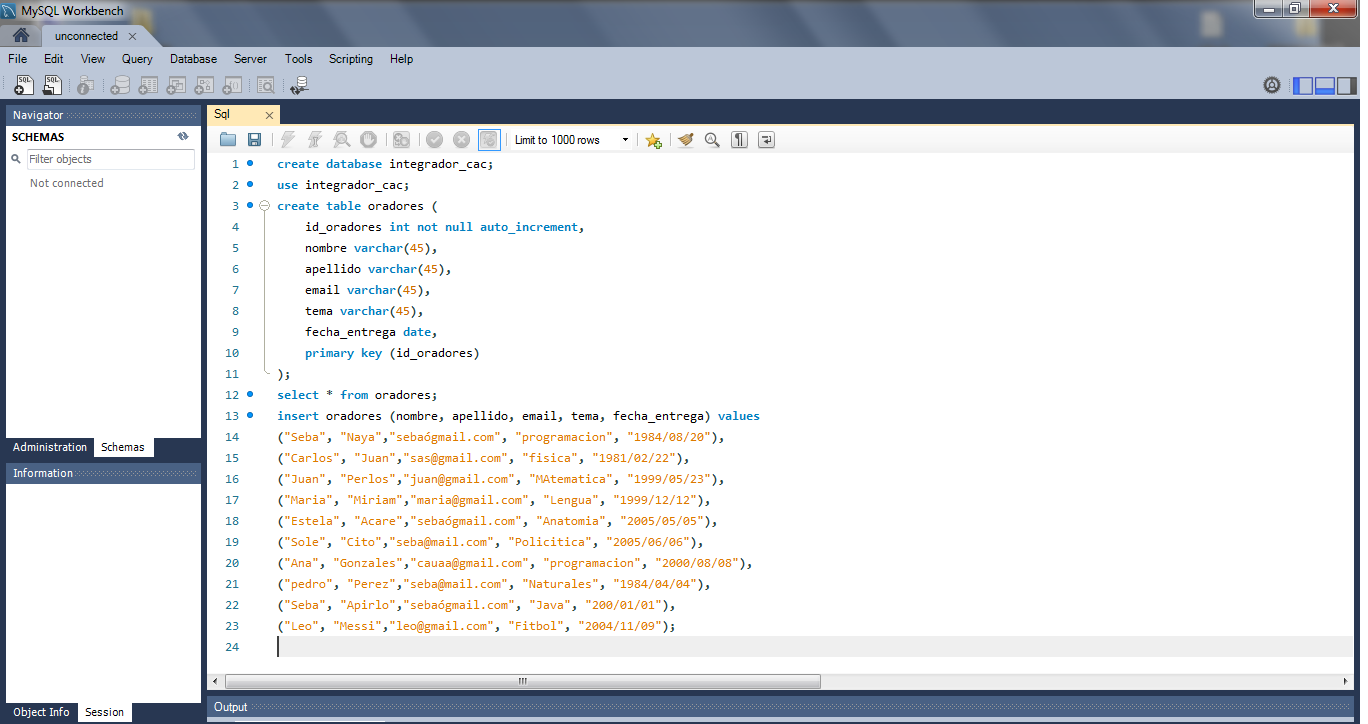 MySQL Workbench
unconnected
File Edit View Query Database Server Tools Scripting Help
Navigator
SCHEMAS
Filter objects
Not connected
Administration Schemas
Information
Object Info Session
Sql
Limit to 1000 rows
1 create database integrador_cac;
2 use integrador_cac;
3 create table oradores (
4 id_oradores int not null auto_increment,
5 nombre varchar(45),
6 apellido varchar(45),
7 email varchar(45),
8 tema varchar(45),
9 fecha_entrega date,
10 primary key (id_oradores)
11 );
12 select * from oradores;
13 insert oradores (nombre, apellido, email, tema, fecha_entrega) values
14 ("Seba", "Naya","sebaógmail.com", "programacion", "1984/08/20"),
15 ("Carlos", "Juan","sas@gmail.com", "fisica", "1981/02/22"),
16 ("Juan", "Perlos","juan@gmail.com", "MAtematica", "1999/05/23"),
17 ("Maria", "Miriam","maria@gmail.com", "Lengua", "1999/12/12"),
18 ("Estela", "Acare","sebaógmail.com", "Anatomia", "2005/05/05"),
19 ("Sole", "Cito","seba@mail.com", "Policitica", "2005/06/06"),
20 ("Ana", "Gonzales","cauaa@gmail.com", "programacion", "2000/08/08"),
21 ("pedro", "Perez","seba@mail.com", "Naturales", "1984/04/04"),
22 ("Seba", "Apirlo","sebaógmail.com", "Java", "200/01/01"),
23 ("Leo", "Messi","leo@gmail.com", "Fitbol", "2004/11/09");
24
Output